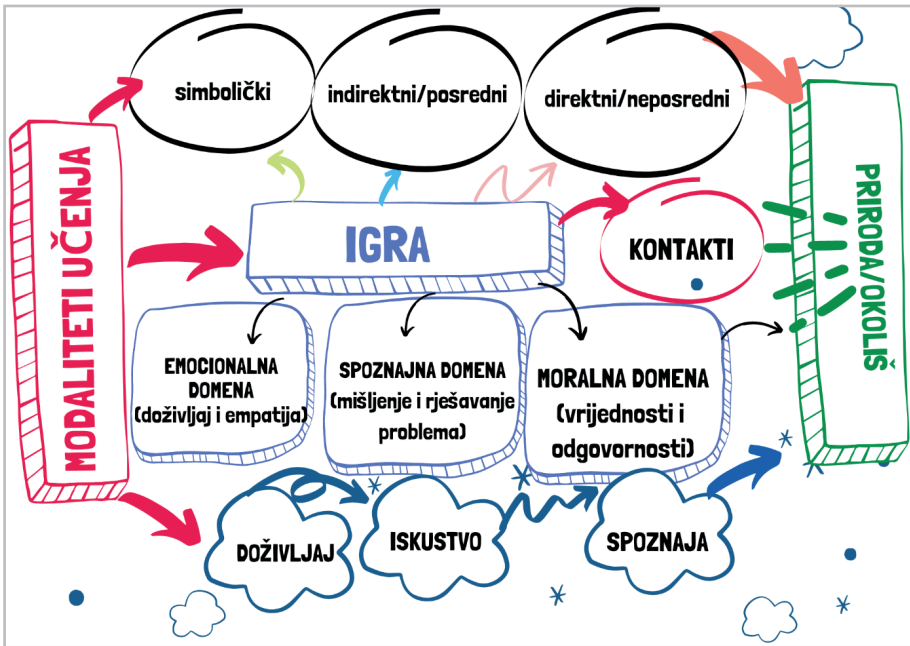 simbolički
indirektni/posredni
direktni/neposredni
MODALITETI UČENJA
IGRA
KONTAKTI
PRIRODA/OKOLIŠ
EMOCIONALNA
DOMENA
(doživljaj i empatija)
SPOZNAJNA DOMENA
(mišljenje i rješavanje
problema)
MORALNA DOMENA
(vrijednosti i
odgovornosti)
DOŽIVLJAJ
ISKUSTVO
SPOZNAJA